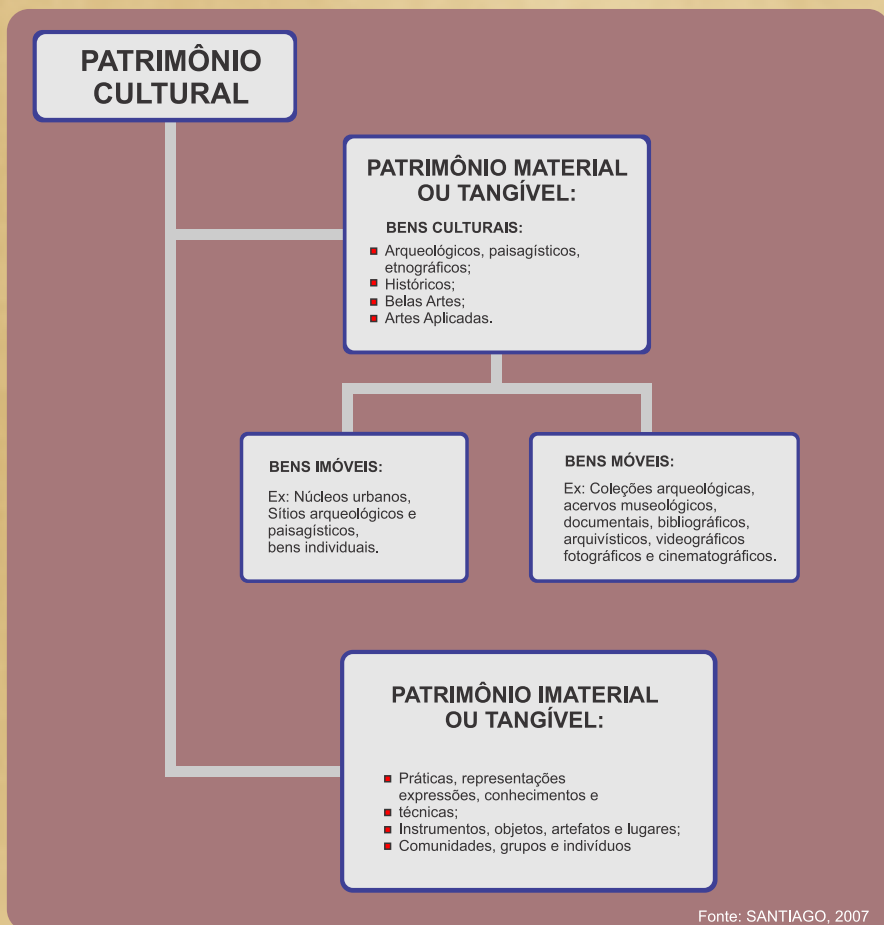 PATRIMÔNIO
CULTURAL
PATRIMÔNIO MATERIAL
OU TANGÍVEL:
BENS CULTURAIS:
Arqueológicos, paisagísticos,
etnográficos;
Históricos;
Belas Artes;
Artes Aplicadas.
BENS IMÓVEIS:
Ex: Núcleos urbanos,
Sítios arqueológicos e
paisagísticos,
bens individuais.
BENS MÓVEIS:
Ex: Coleções arqueológicas,
acervos museológicos,
documentais, bibliográficos,
arquivísticos, videográficos
fotográficos e cinematográficos.
PATRIMÔNIO IMATERIAL
OU TANGÍVEL:
Práticas, representações
expressões, conhecimentos e
técnicas;
Instrumentos, objetos, artefatos e lugares;
Comunidades, grupos e indivíduos
Fonte: SANTIAGO, 2007